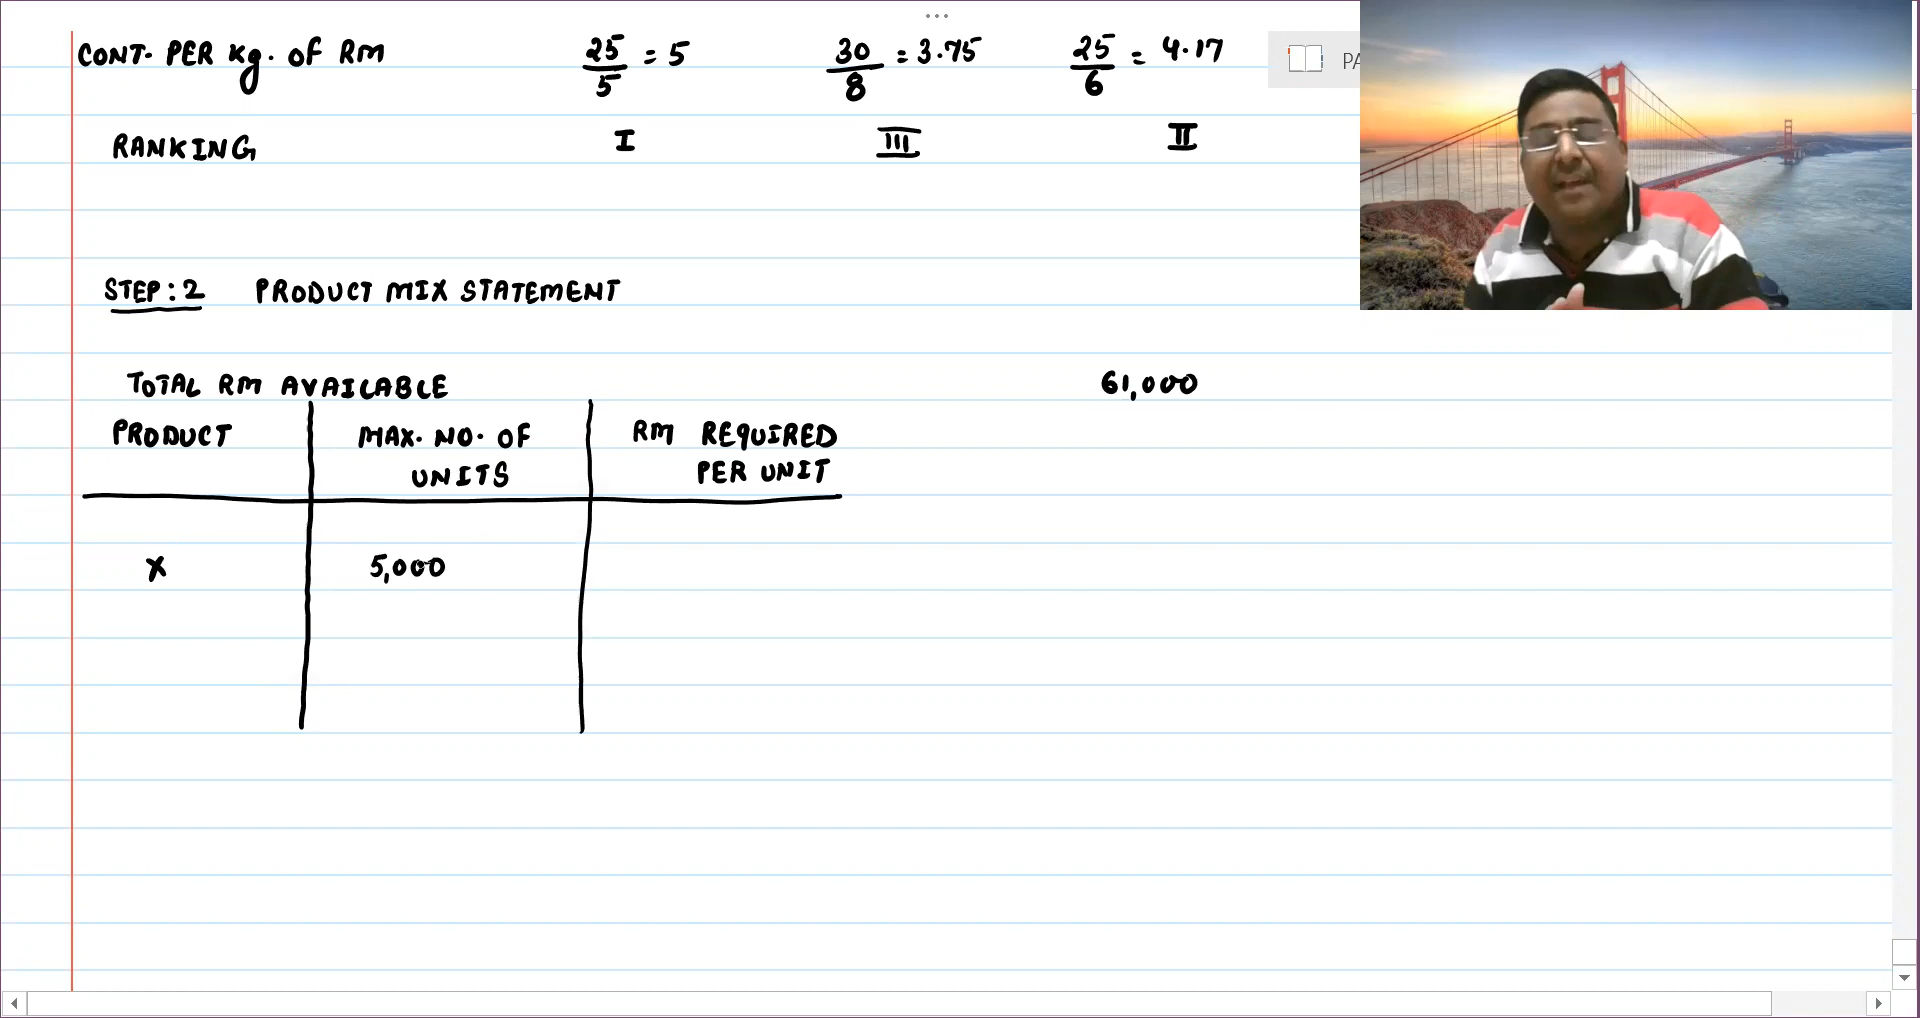 CONT. PER Kg. OF RM 25/5 = 5 30/8 = 3.75 25/6 = 4.17
PA
RANKING I III II
STEP: 2 PRODUCT MIX STATEMENT
TOTAL RM AVAILABLE 61,000
PRODUCT MAX. NO. OF UNITS RM REQUIRED PER UNIT
X 5,000